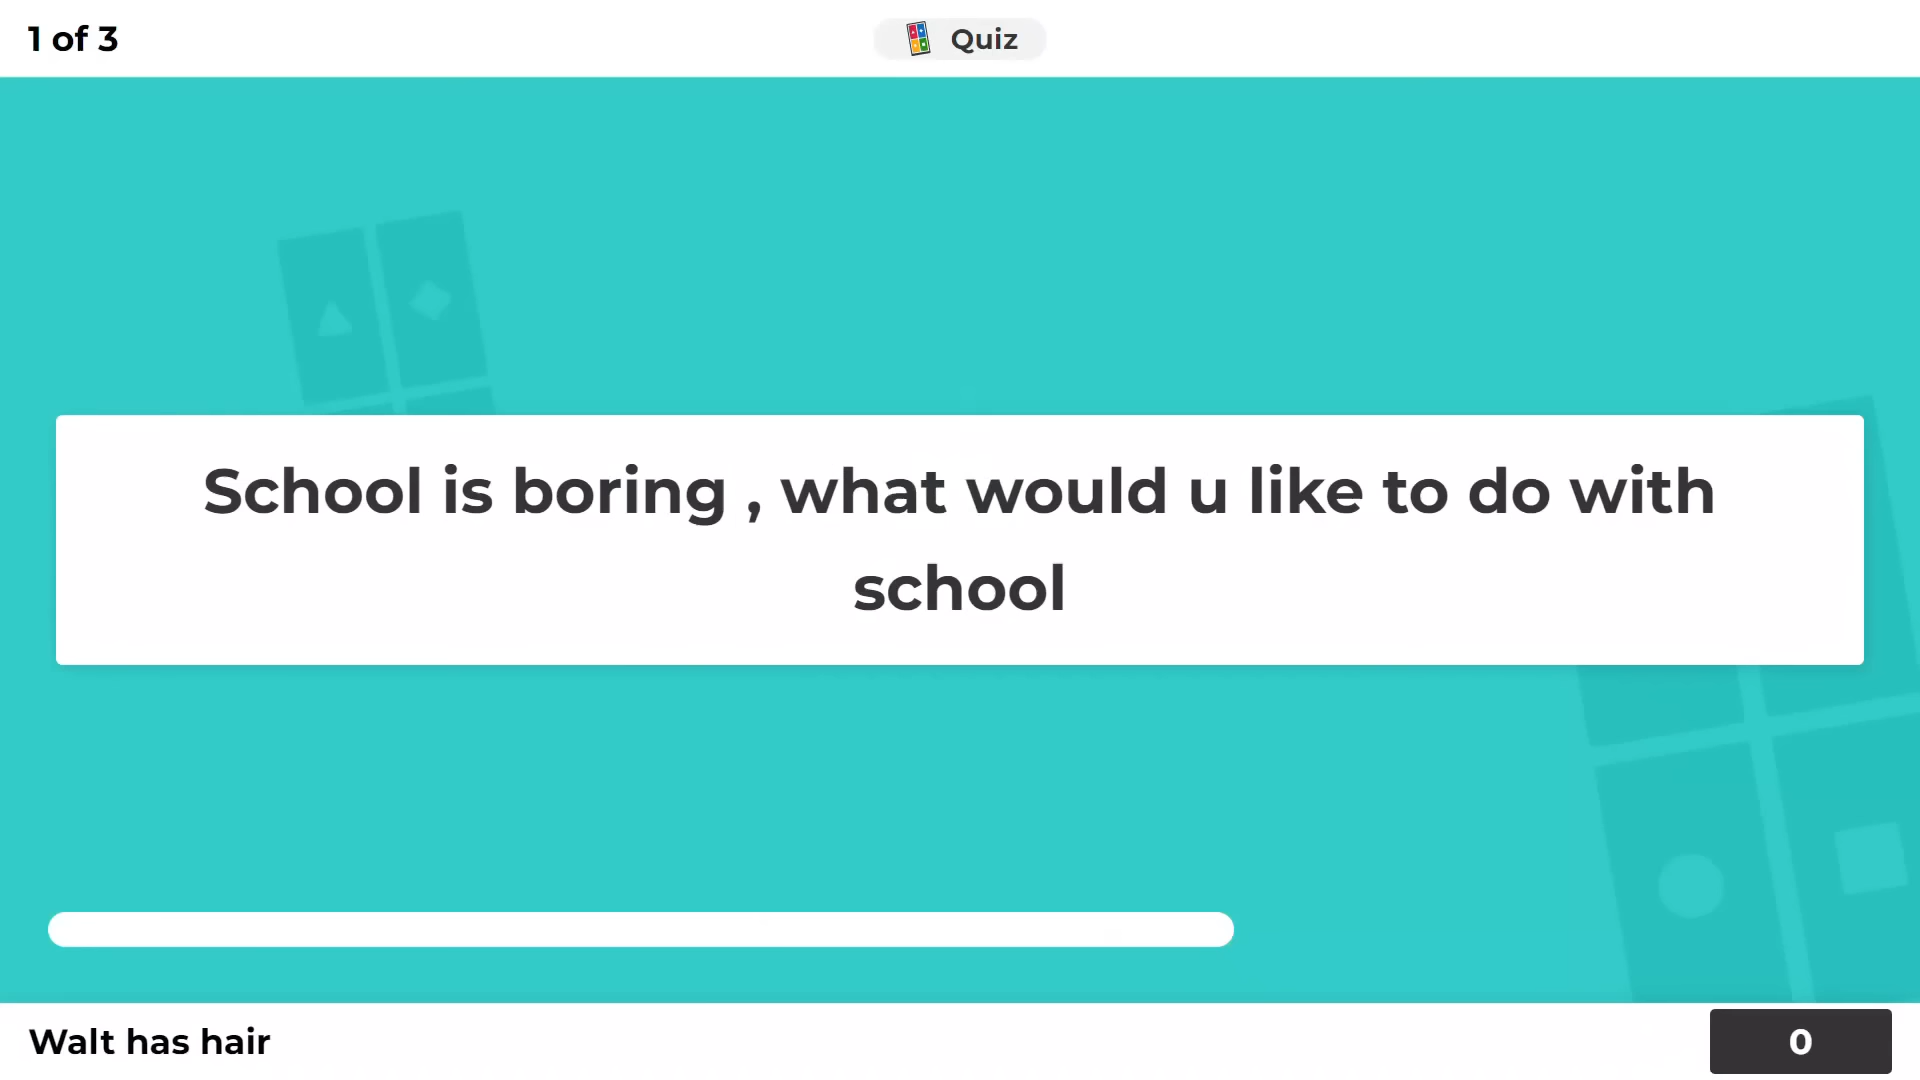 1 of 3
Quiz
School is boring , what would u like to do with
school
Walt has hair
0